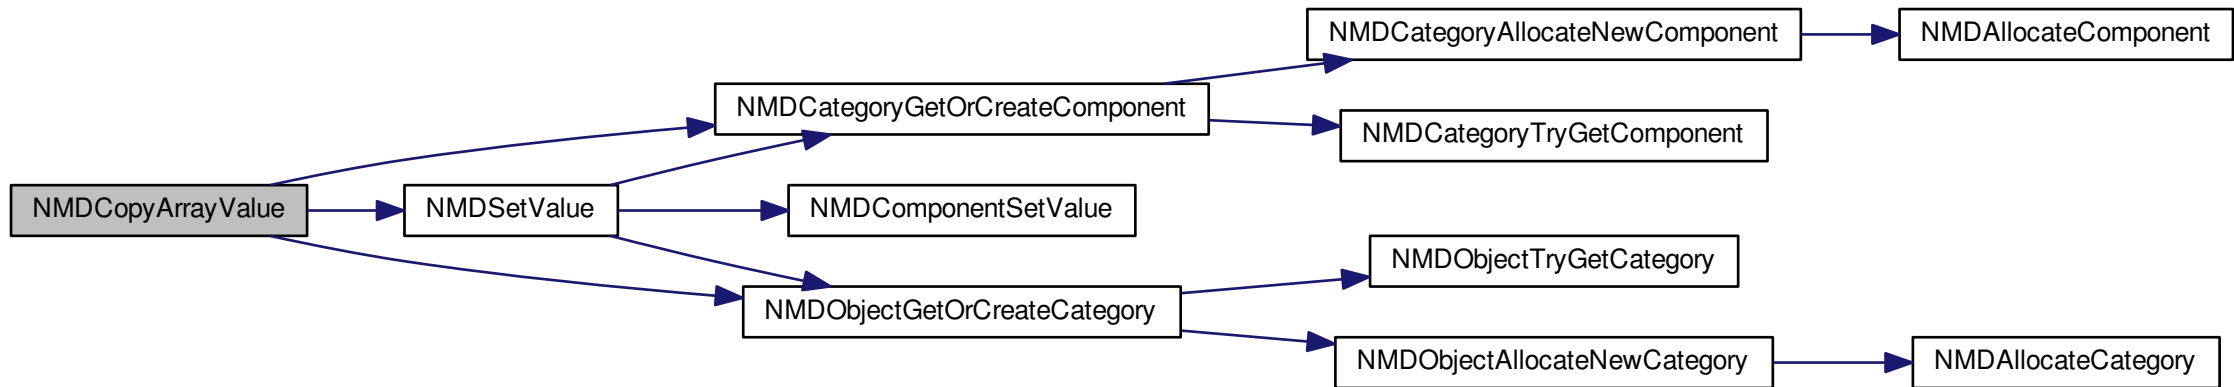 NMDCategoryAllocateNewComponent
NMDAllocateComponent
NMDCategoryGetOrCreateComponent
NMDCategoryTryGetComponent
NMDCopyArrayValue
NMDSetValue
NMDComponentSetValue
NMDObjectTryGetCategory
NMDObjectGetOrCreateCategory
NMDObjectAllocateNewCategory
NMDAllocateCategory